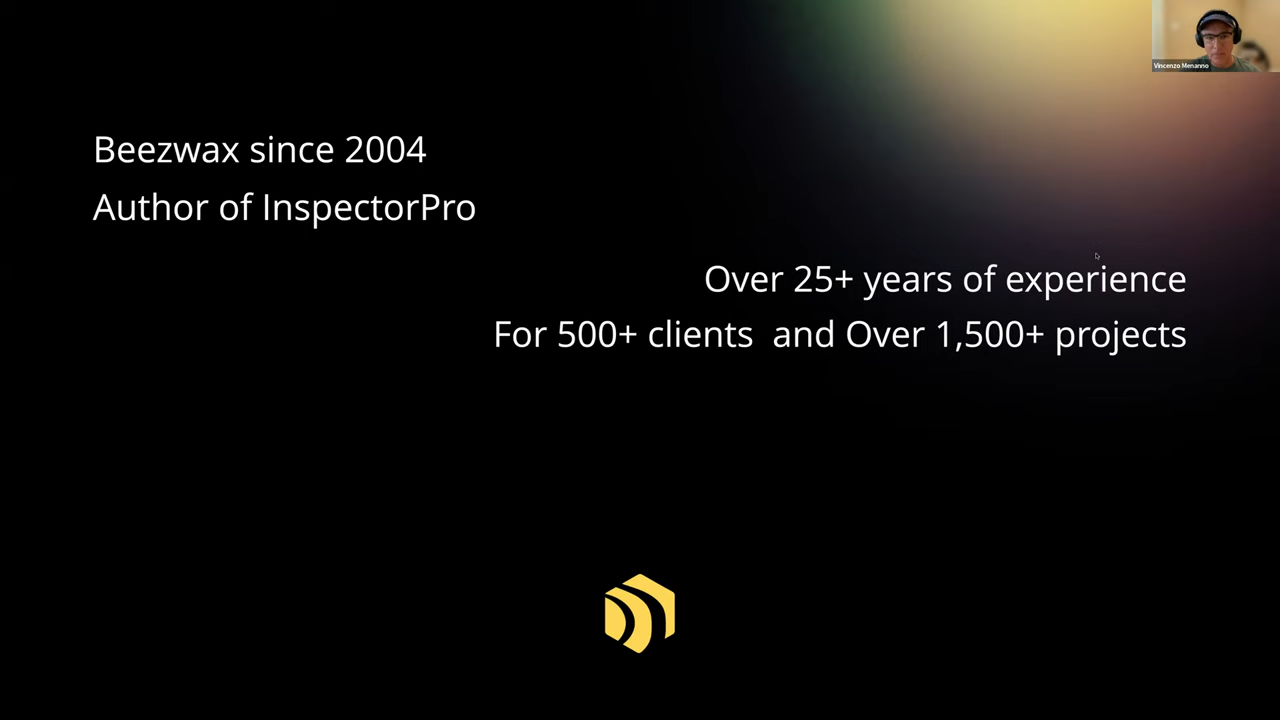 Vincenzo Menanno
Beezwax since 2004
Author of InspectorPro
Over 25+ years of experience
For 500+ clients and Over 1,500+ projects